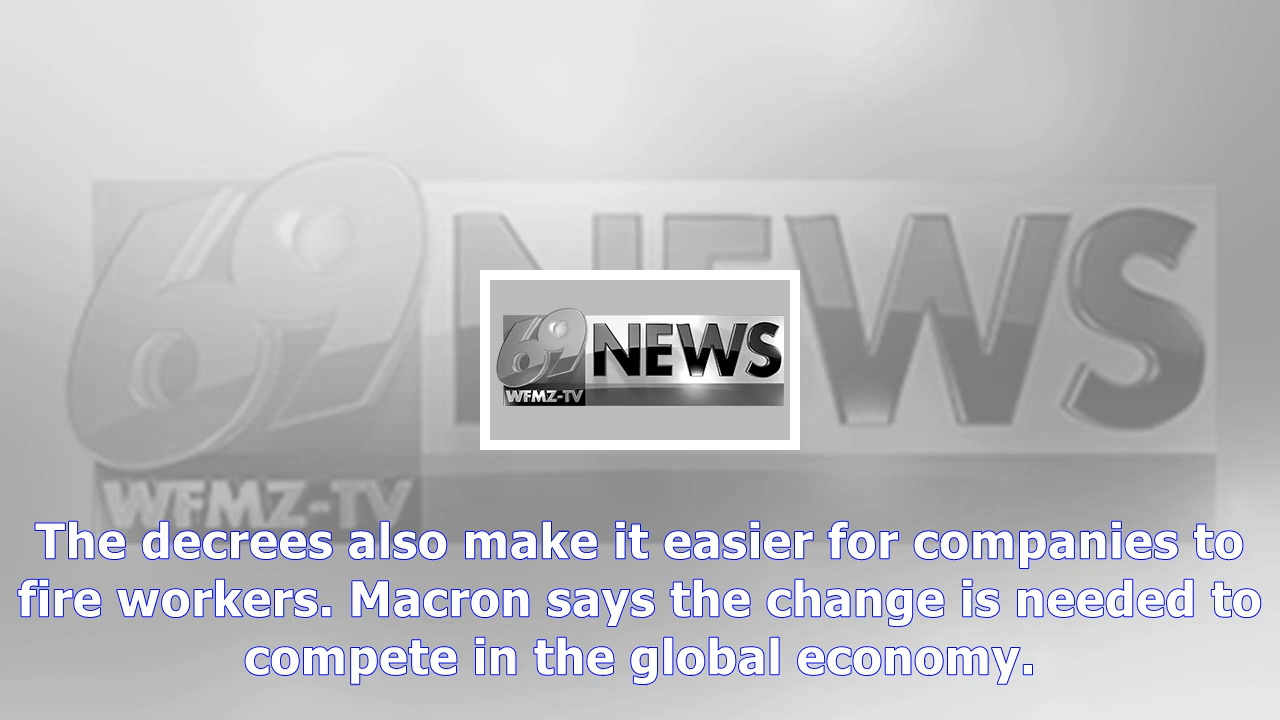 69 NEWS
WFMZ-TV
69 NEWS
WFMZ-TV
The decrees also make it easier for companies to
fire workers. Macron says the change is needed to
compete in the global economy.